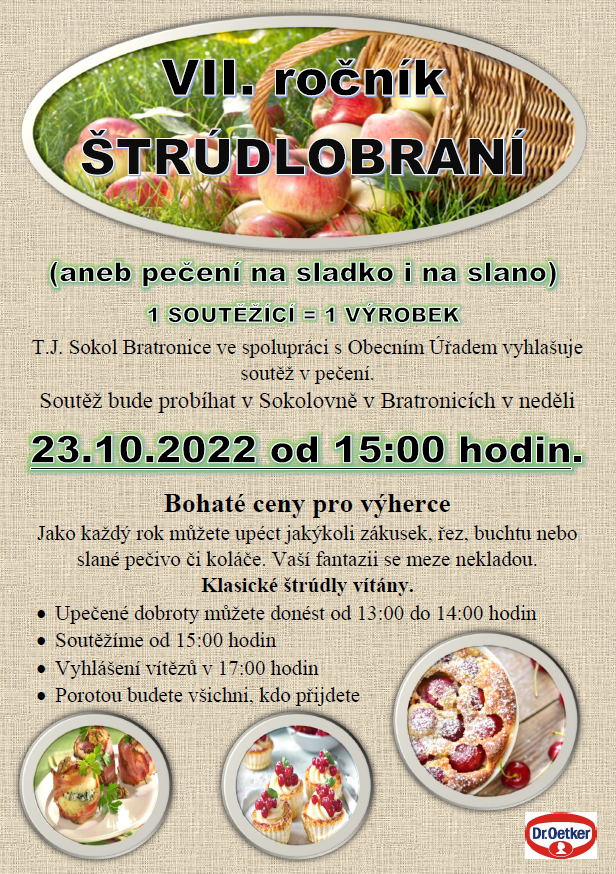 VII. ročník
ŠTRÚDLOBRANÍ
(aneb pečení na sladko i na slano)
1 SOUTĚŽÍCÍ = 1 VÝROBEK
T.J. Sokol Bratronice ve spolupráci s Obecním Úřadem vyhlašuje
soutěž v pečení.
Soutěž bude probíhat v Sokolovně v Bratronicích v neděli
23.10.2022 od 15:00 hodin.
Bohaté ceny pro výherce
Jako každý rok můžete upéct jakýkoli zákusek, řez, buchtu nebo
slané pečivo či koláče. Vaší fantazii se meze nekladou.
Klasické štrúdly vítány.
• Upečené dobroty můžete donést od 13:00 do 14:00 hodin
• Soutěžíme od 15:00 hodin
• Vyhlášení vítězů v 17:00 hodin
• Porotou budete všichni, kdo přijdete
Dr.Oetker